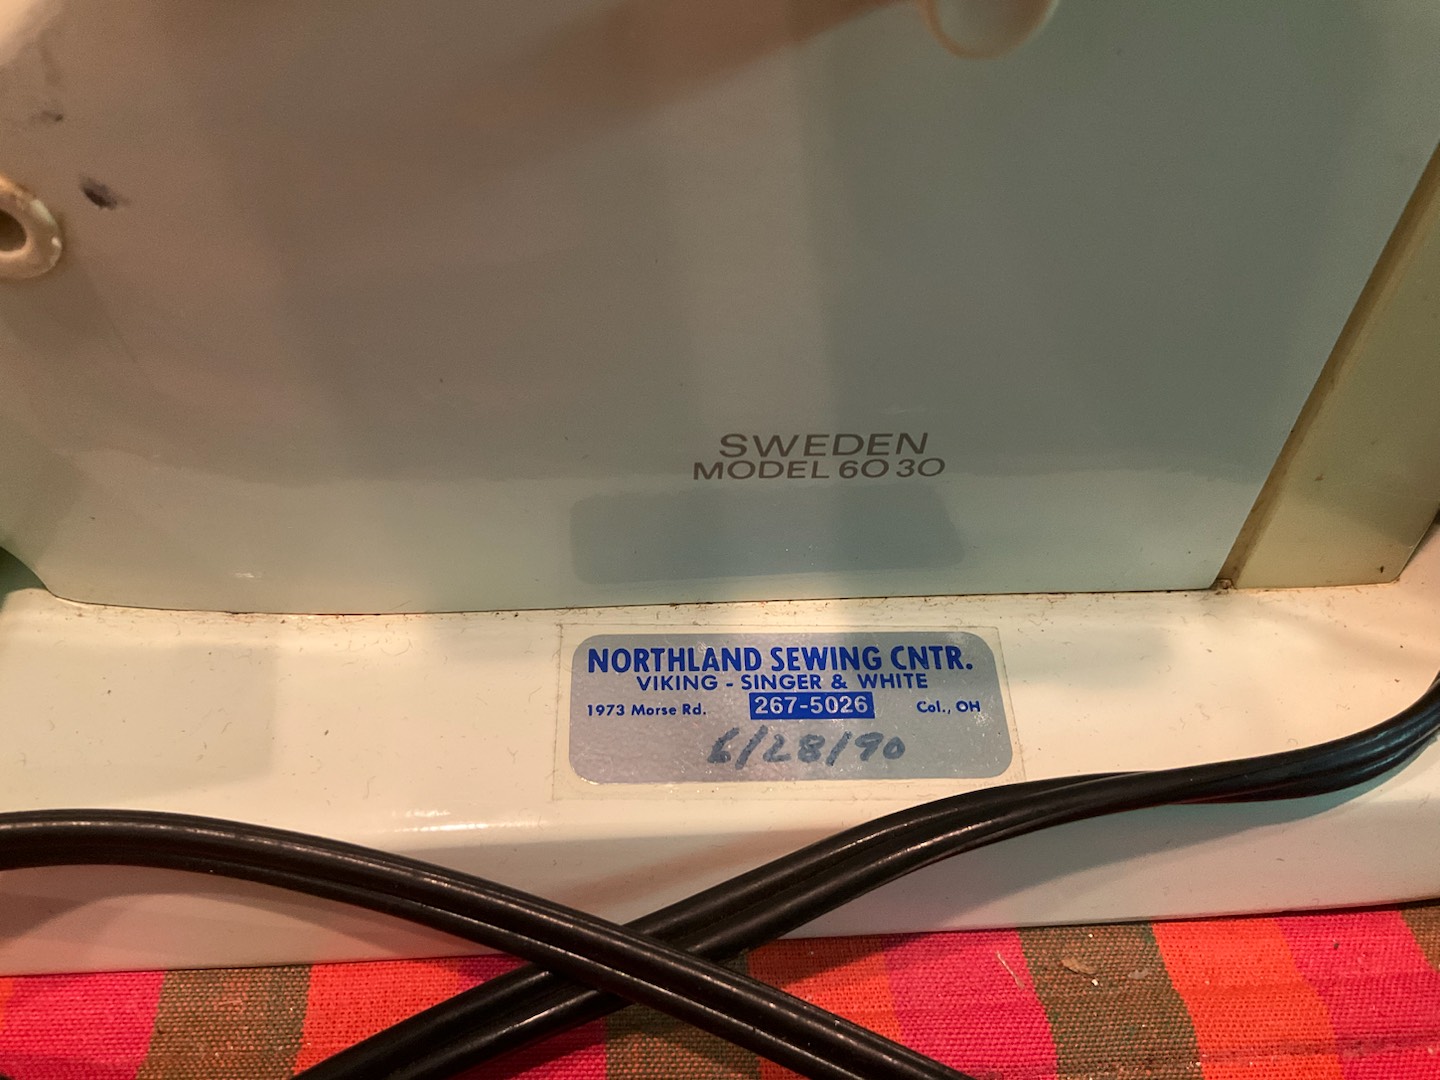 SWEDEN
MODEL 6030
NORTHLAND SEWING CNTR.
VIKING - SINGER & WHITE
1973 Morse Rd. 267-5026 Col., OH
6/28/90